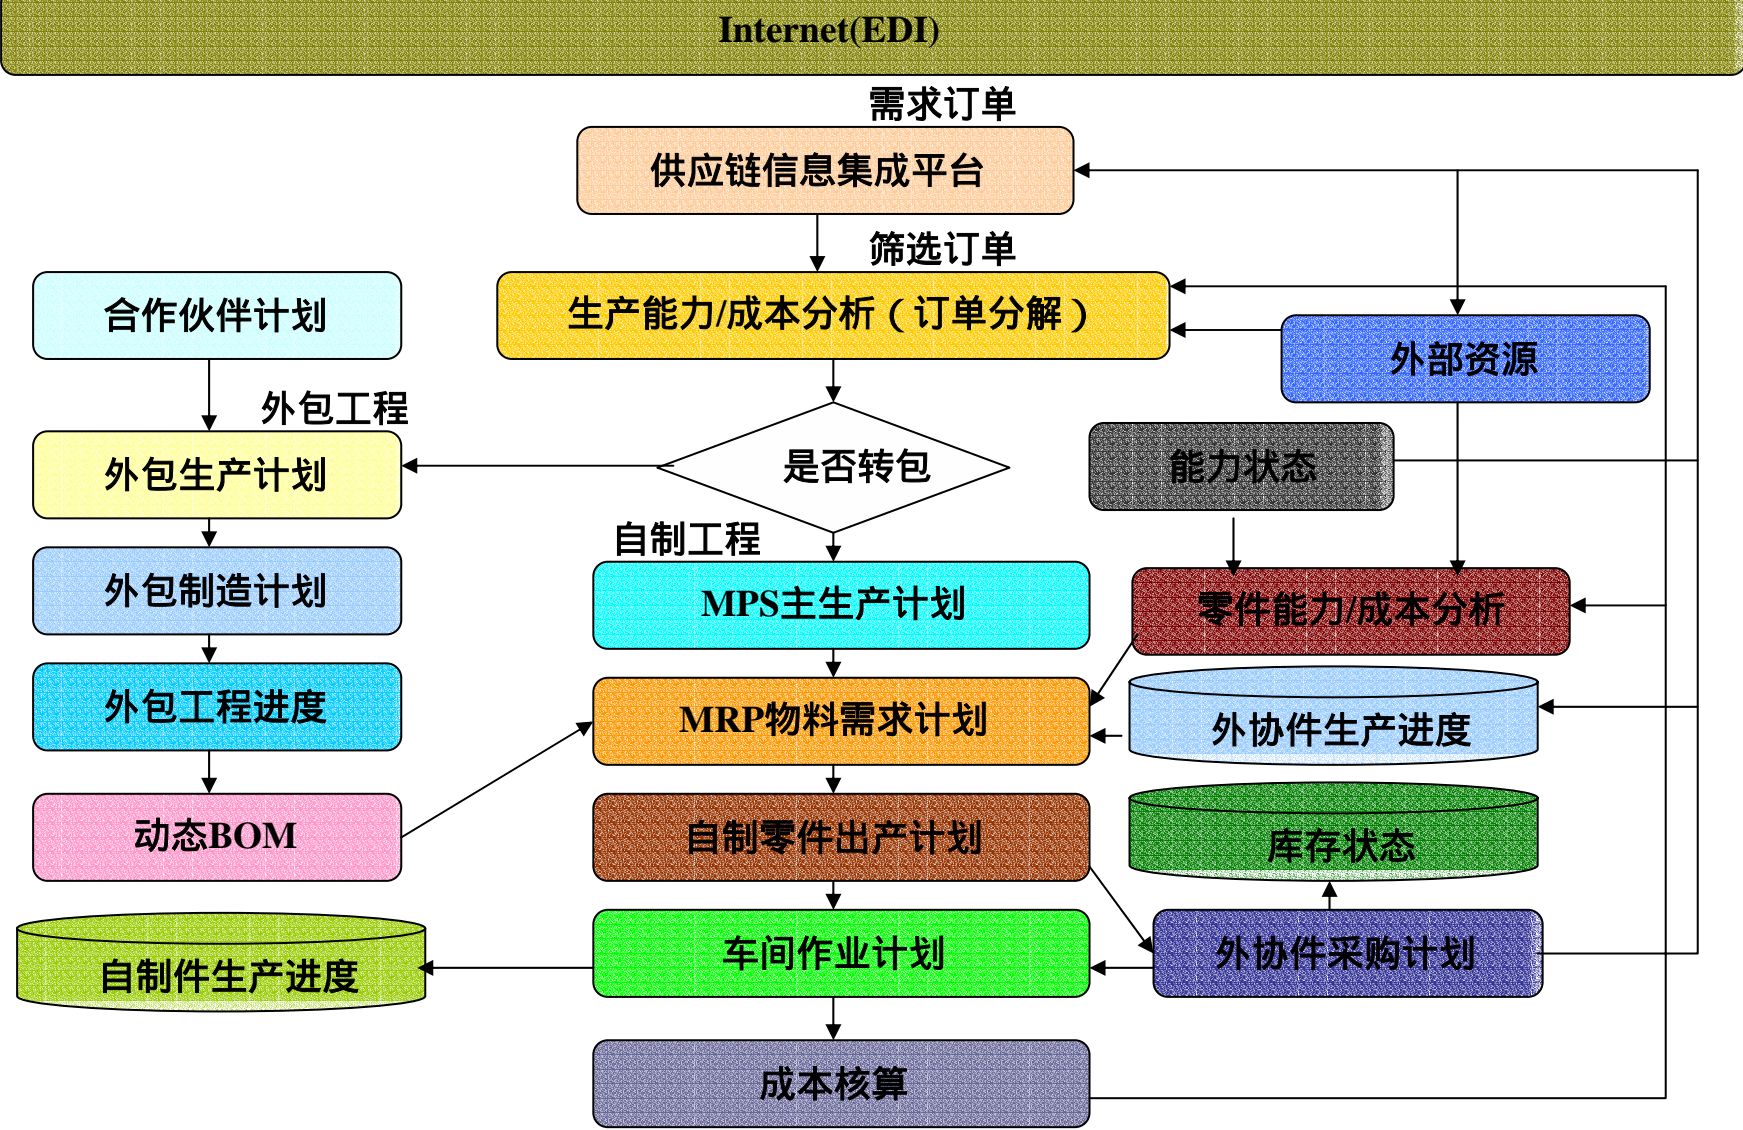 Internet(EDI)
需求订单
供应链信息集成平台
筛选订单
合作伙伴计划
生产能力/成本分析（订单分解）
外部资源
外包工程
外包生产计划
是否转包
能力状态
自制工程
外包制造计划
MPS主生产计划
零件能力/成本分析
外包工程进度
MRP物料需求计划
外协件生产进度
动态BOM
自制零件出产计划
库存状态
自制件生产进度
车间作业计划
外协件采购计划
成本核算